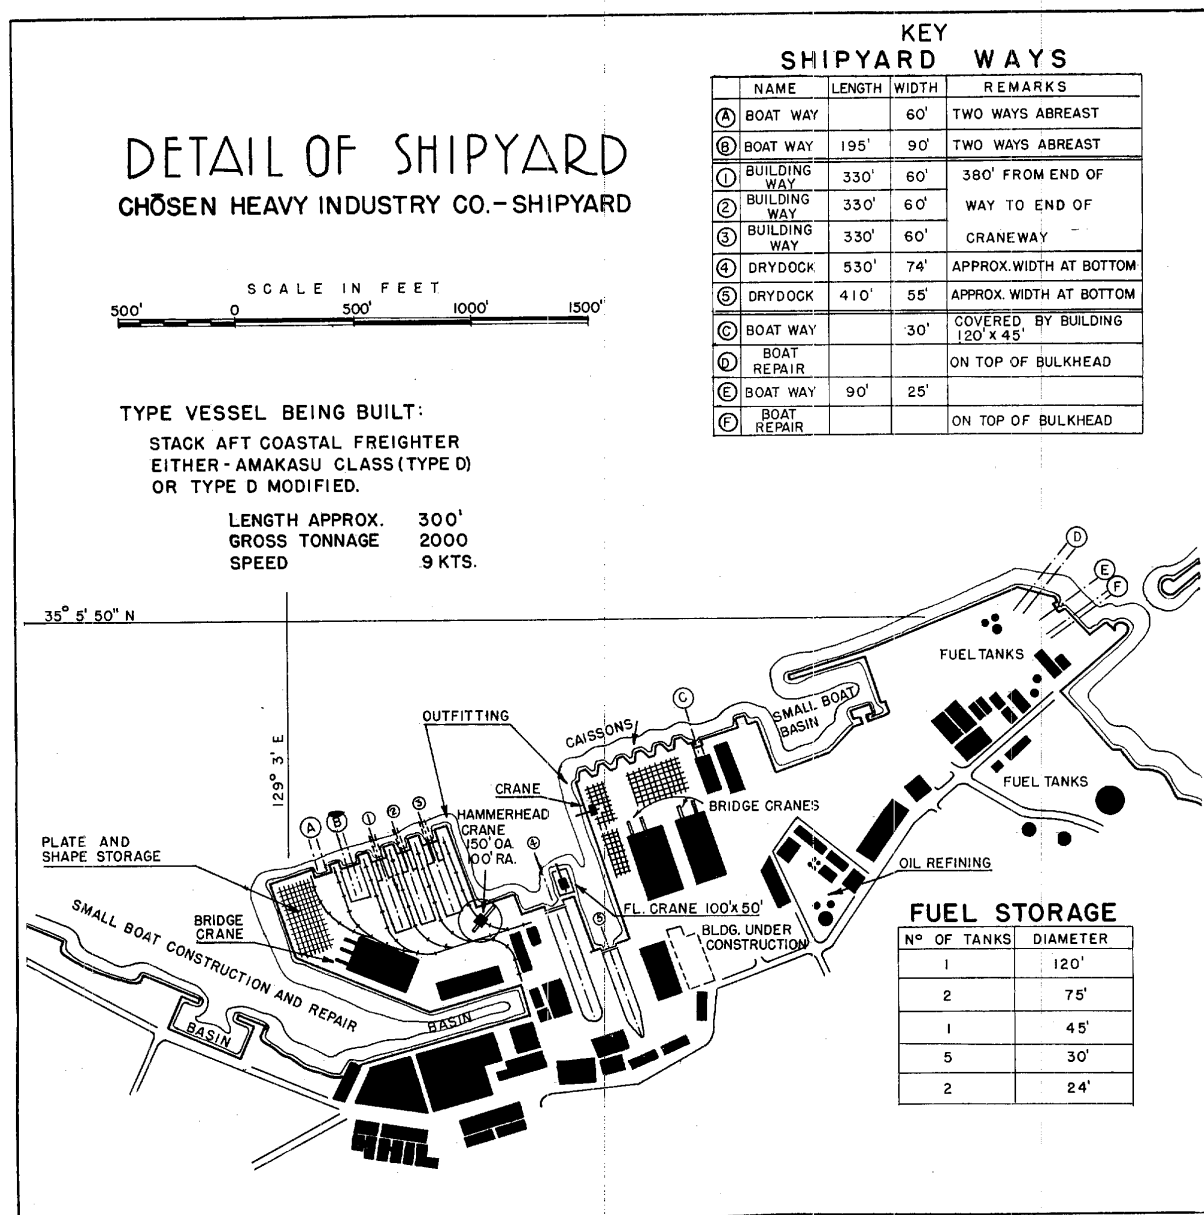 KEY
SHIPYARD WAYS
NAME LENGTH WIDTH REMARKS
A BOAT WAY 60' TWO WAYS ABREAST
B BOAT WAY 195' 90' TWO WAYS ABREAST
1 BUILDING WAY 330' 60' 380' FROM END OF
2 BUILDING WAY 330' 60' WAY TO END OF
3 BUILDING WAY 330' 60' CRANEWAY
4 DRYDOCK 530' 74' APPROX. WIDTH AT BOTTOM
5 DRYDOCK 410' 55' APPROX. WIDTH AT BOTTOM
C BOAT WAY 30' COVERED BY BUILDING 120' X 45'
D BOAT REPAIR ON TOP OF BULKHEAD
E BOAT WAY 90' 25'
F BOAT REPAIR ON TOP OF BULKHEAD
DETAIL OF SHIPYARD
CHŌSEN HEAVY INDUSTRY CO.-SHIPYARD
SCALE IN FEET
500' 0 500' 1000' 1500'
TYPE VESSEL BEING BUILT:
STACK AFT COASTAL FREIGHTER
EITHER - AMAKASU CLASS (TYPE D)
OR TYPE D MODIFIED.
LENGTH APPROX. 300'
GROSS TONNAGE 2000
SPEED 9 KTS.
35° 5' 50" N
129° 3' E
D
E
F
FUEL TANKS
C
SMALL BOAT
BASIN
OUTFITTING
CAISSONS
FUEL TANKS
CRANE
BRIDGE CRANES
A
B
1
2
3
HAMMERHEAD
CRANE
150' OA.
100' RA.
4
PLATE AND
SHAPE STORAGE
OIL REFINING
FL. CRANE 100'X50'
5
BLDG. UNDER
CONSTRUCTION
BRIDGE
CRANE
SMALL BOAT CONSTRUCTION AND REPAIR
BASIN
BASIN
FUEL STORAGE
Nº OF TANKS DIAMETER
1 120'
2 75'
1 45'
5 30'
2 24'